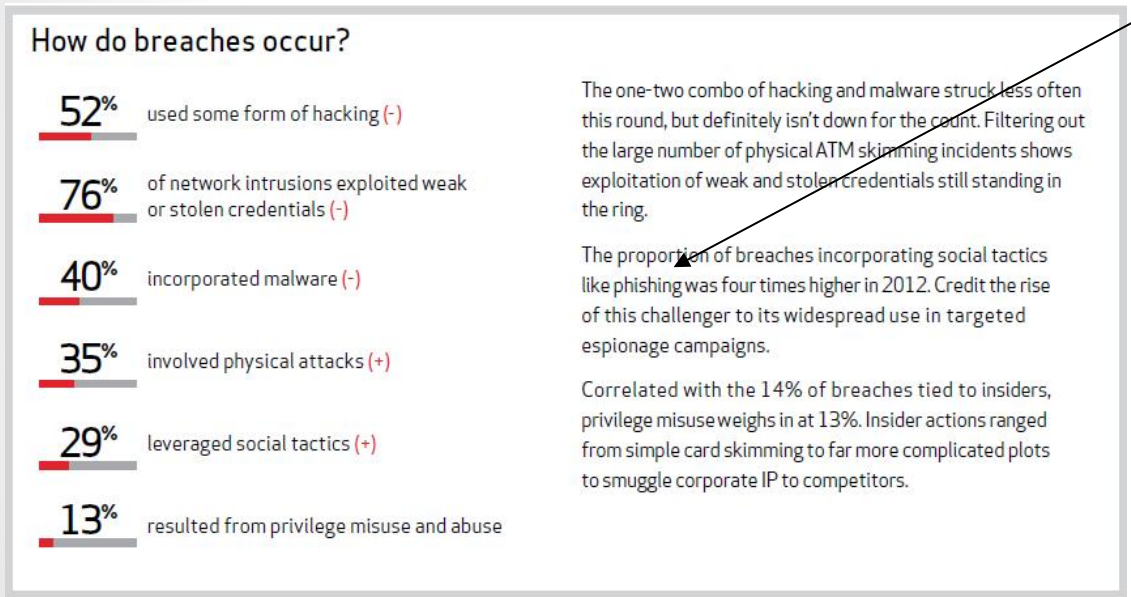 How do breaches occur?
52% used some form of hacking (-)
76% of network intrusions exploited weak
or stolen credentials (-)
40% incorporated malware (-)
35% involved physical attacks (+)
29% leveraged social tactics (+)
13% resulted from privilege misuse and abuse
The one-two combo of hacking and malware struck less often
this round, but definitely isn't down for the count. Filtering out
the large number of physical ATM skimming incidents shows
exploitation of weak and stolen credentials still standing in
the ring.
The proportion of breaches incorporating social tactics
like phishing was four times higher in 2012. Credit the rise
of this challenger to its widespread use in targeted
espionage campaigns.
Correlated with the 14% of breaches tied to insiders,
privilege misuse weighs in at 13%. Insider actions ranged
from simple card skimming to far more complicated plots
to smuggle corporate IP to competitors.